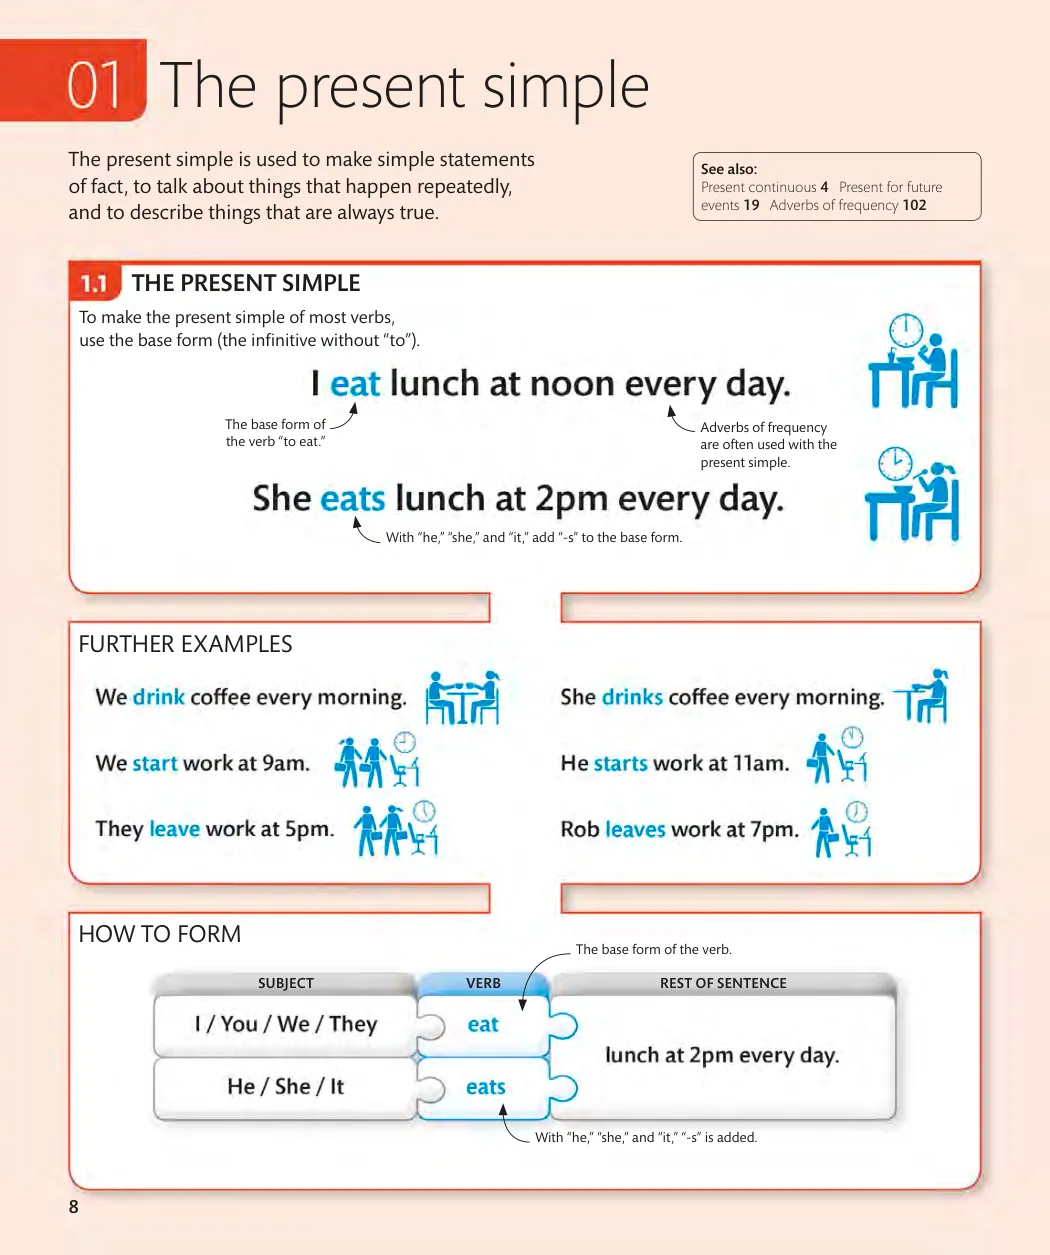 01 The present simple
The present simple is used to make simple statements
of fact, to talk about things that happen repeatedly,
and to describe things that are always true.
See also:
Present continuous 4 Present for future
events 19 Adverbs of frequency 102
1.1 THE PRESENT SIMPLE
To make the present simple of most verbs,
use the base form (the infinitive without “to”).
I eat lunch at noon every day.
The base form of
the verb “to eat.”
Adverbs of frequency
are often used with the
present simple.
She eats lunch at 2pm every day.
With “he,” “she,” and “it,” add “-s” to the base form.
FURTHER EXAMPLES
We drink coffee every morning.
She drinks coffee every morning.
We start work at 9am.
He starts work at 11am.
They leave work at 5pm.
Rob leaves work at 7pm.
HOW TO FORM
The base form of the verb.
SUBJECT VERB REST OF SENTENCE
I / You / We / They eat
lunch at 2pm every day.
He / She / It eats
With “he,” “she,” and “it,” “-s” is added.
8